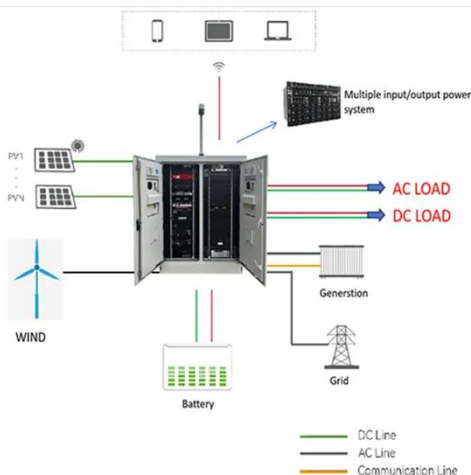 Multiple input/output power
system
PV1
PVN
AC LOAD
DC LOAD
WIND
Generstion
Battery
Grid
DC Line
AC Line
Communication Line